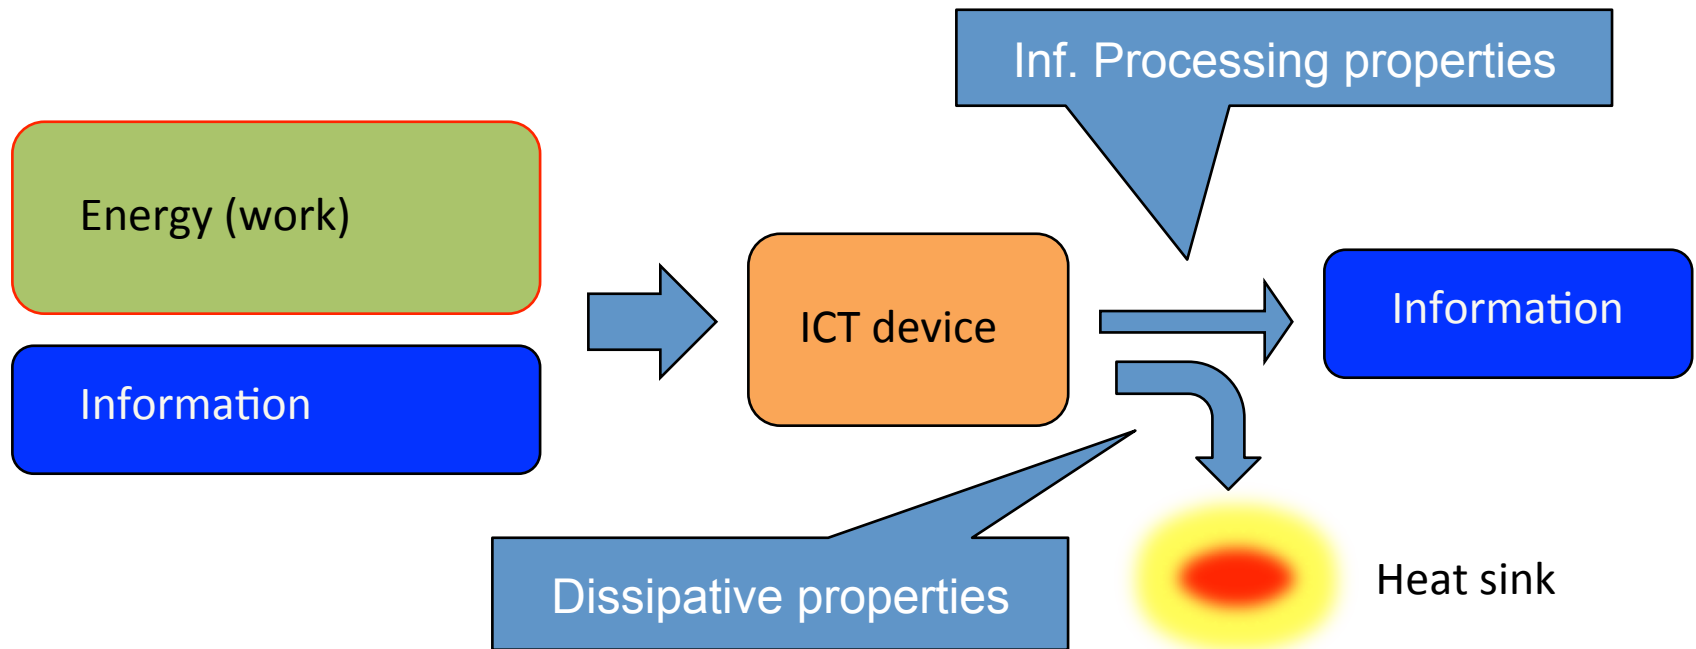 Inf. Processing properties
Energy (work)
Information
ICT device
Information
Dissipative properties
Heat sink